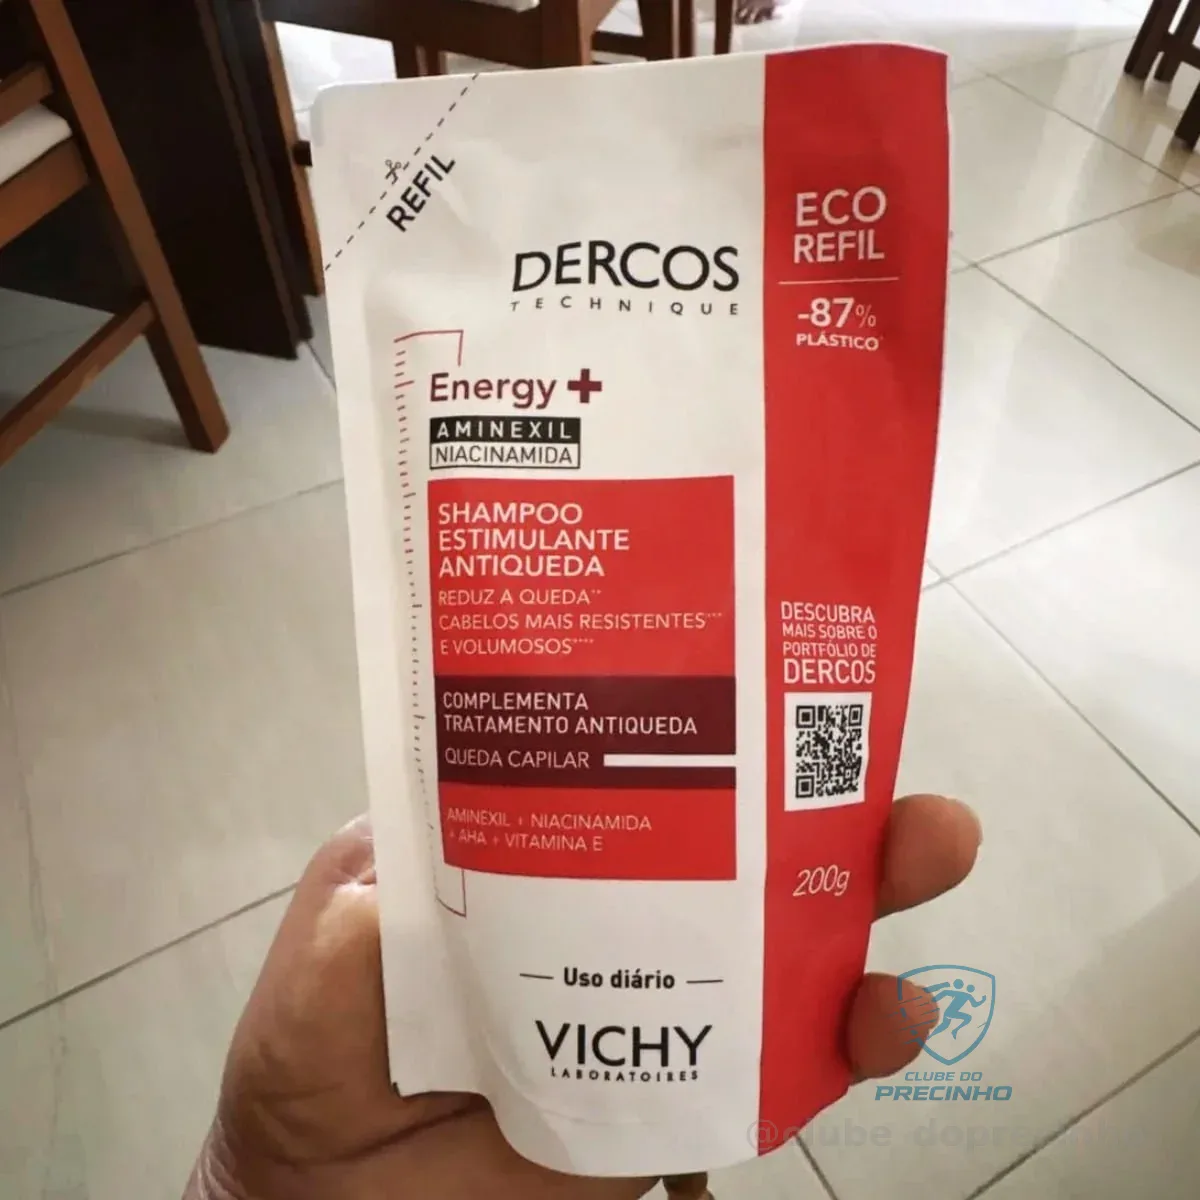 REFIL
DERCOS
TECHNIQUE
Energy +
AMINEXIL
NIACINAMIDA
SHAMPOO
ESTIMULANTE
ANTIQUEDA
REDUZ A QUEDA**
CABELOS MAIS RESISTENTES***
E VOLUMOSOS****
COMPLEMENTA
TRATAMENTO ANTIQUEDA
QUEDA CAPILAR
AMINEXIL + NIACINAMIDA
+ AHA + VITAMINA E
Uso diário
VICHY
LABORATOIRES
ECO
REFIL
-87%
PLÁSTICO*
DESCUBRA
MAIS SOBRE O
PORTFÓLIO DE
DERCOS
200g
CLUBE DO
PRECINHO
@clube_doprecinho